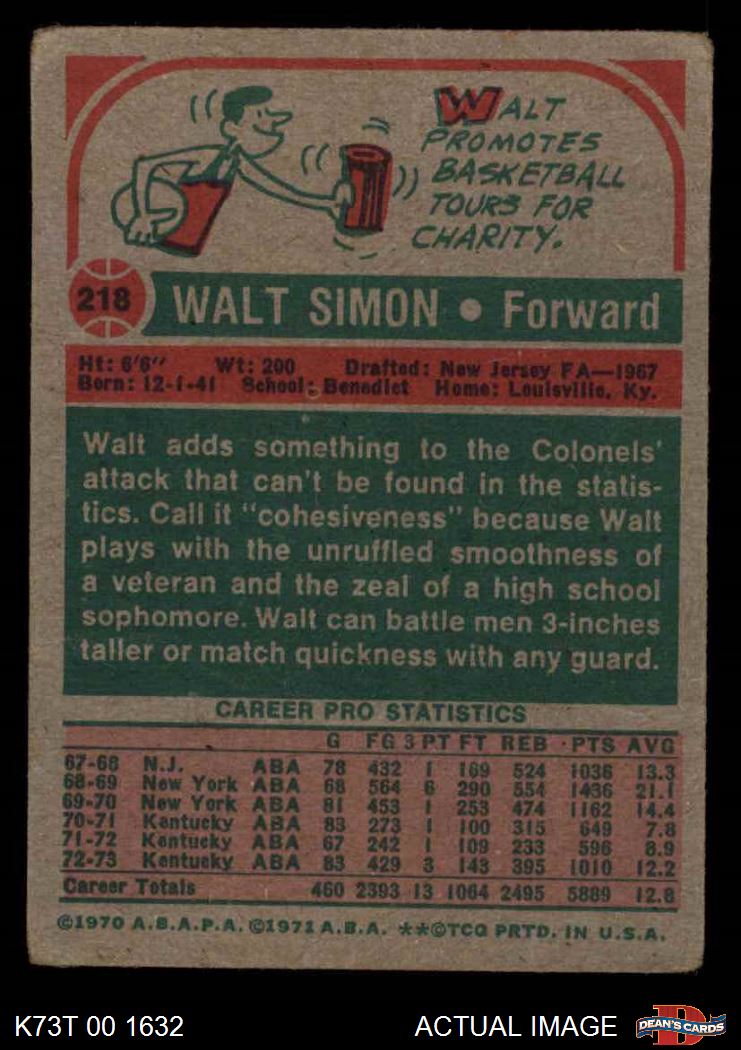 WALT
PROMOTES
BASKETBALL
TOURS FOR
CHARITY.
218 WALT SIMON • Forward
Ht: 6'6" Wt: 200 Drafted: New Jersey FA—1967
Born: 12-1-41 School: Benedict Home: Louisville, Ky.
Walt adds something to the Colonels'
attack that can't be found in the statis-
tics. Call it "cohesiveness" because Walt
plays with the unruffled smoothness of
a veteran and the zeal of a high school
sophomore. Walt can battle men 3-inches
taller or match quickness with any guard.
CAREER PRO STATISTICS
G FG 3 PT FT REB PTS AVG
67-68 N.J. ABA 78 432 1 169 524 1036 13.3
68-69 New York ABA 68 564 6 290 554 1436 21.1
69-70 New York ABA 81 453 1 253 474 1162 14.4
70-71 Kentucky ABA 83 273 1 100 315 649 7.8
71-72 Kentucky ABA 67 242 1 109 233 596 8.9
72-73 Kentucky ABA 83 429 3 143 395 1010 12.2
Career Totals 460 2393 13 1064 2495 5889 12.8
©1970 A.B.A.P.A. ©1971 A.B.A. **©TCG PRTD. IN U.S.A.
K73T 00 1632 ACTUAL IMAGE DEAN'S CARDS